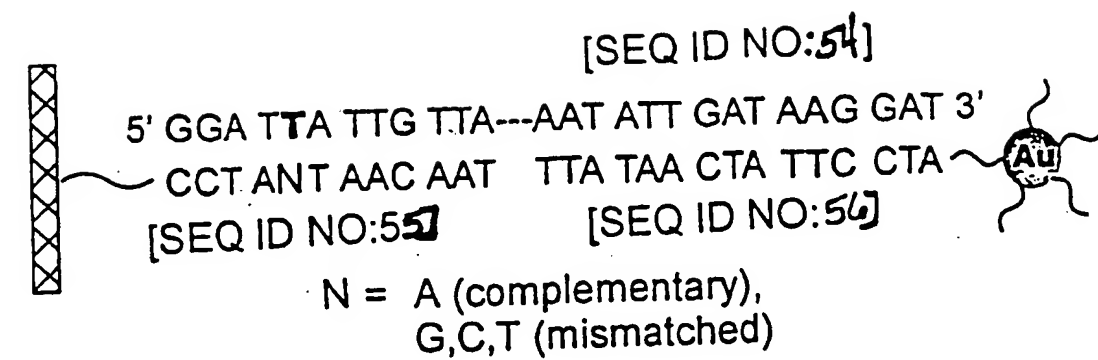 [SEQ ID NO:54]
5' GGA TTA TTG TTA---AAT ATT GAT AAG GAT 3'
CCT ANT AAC AAT TTA TAA CTA TTC CTA
Au
[SEQ ID NO:55]
[SEQ ID NO:56]
N = A (complementary),
G,C,T (mismatched)